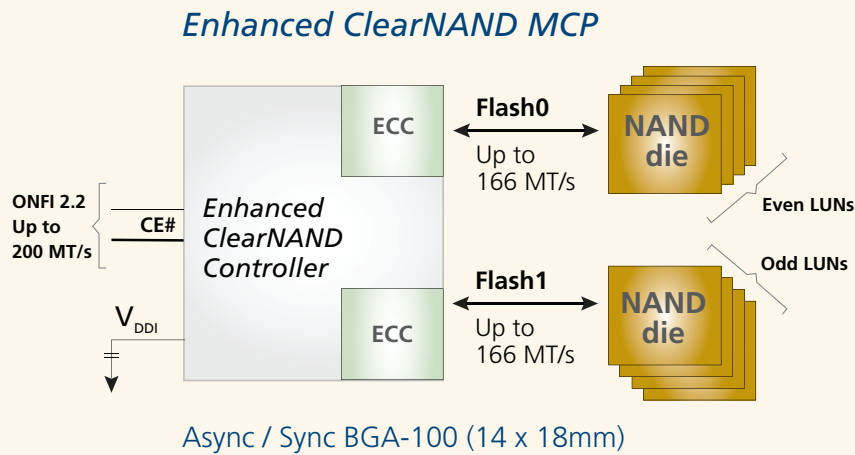 Enhanced ClearNAND MCP
ECC
Flash0
Up to
166 MT/s
NAND
die
ONFI 2.2
Up to
200 MT/s
CE#
Enhanced
ClearNAND
Controller
Even LUNs
Odd LUNs
VDDI
ECC
Flash1
Up to
166 MT/s
NAND
die
Async / Sync BGA-100 (14 x 18mm)